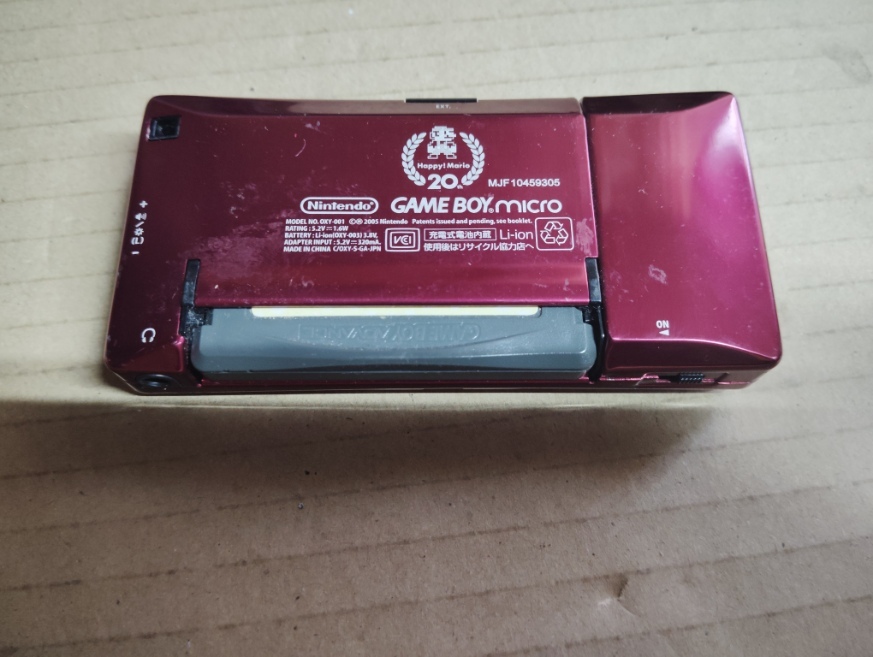 EXT.
Happy! Mario
20th
MJF10459305
Nintendo®
GAME BOY micro
MODEL NO. OXY-001 ©® 2005 Nintendo Patents issued and pending, see booklet.
RATING : 5.2V⎓1.6W
BATTERY : Li-ion(OXY-003) 3.8V,
ADAPTER INPUT : 5.2V⎓320mA,
MADE IN CHINA C/OXY-S-GA-JPN
VCI
充電式電池内蔵
使用後はリサイクル協力店へ
Li-ion
GAME BOY ADVANCE
ON